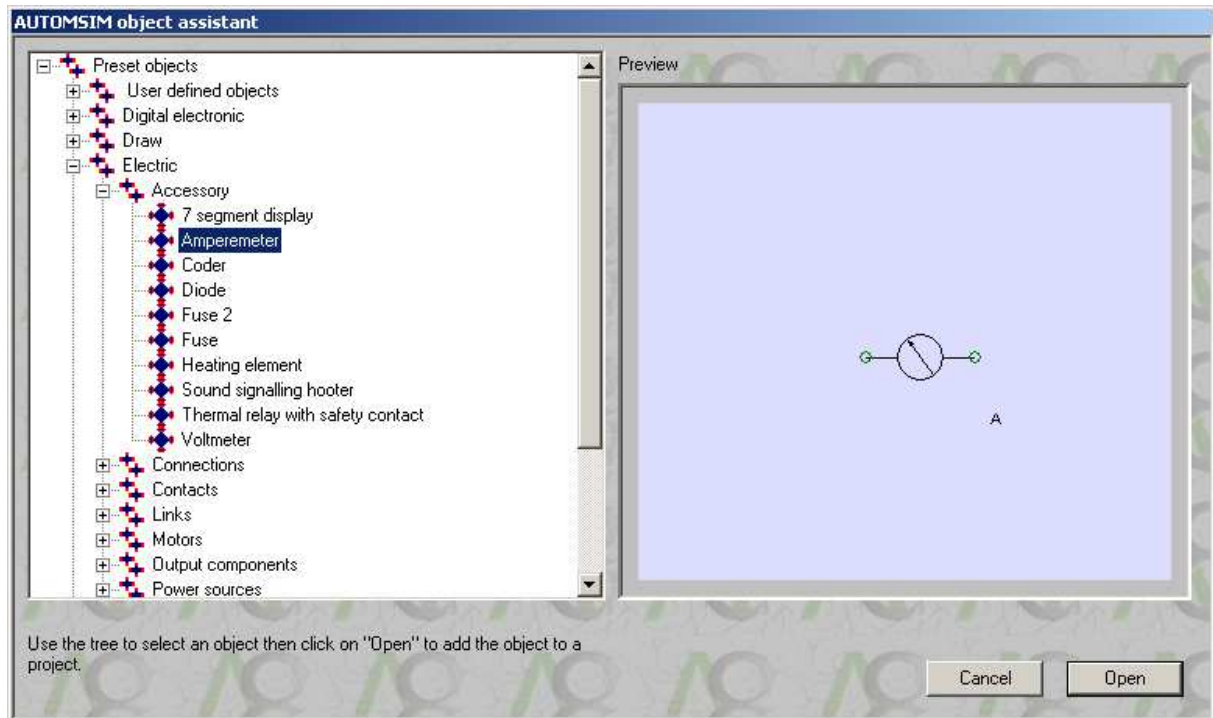 AUTOMSIM object assistant
Preset objects
User defined objects
Digital electronic
Draw
Electric
Accessory
7 segment display
Amperemeter
Coder
Diode
Fuse 2
Fuse
Heating element
Sound signalling hooter
Thermal relay with safety contact
Voltmeter
Connections
Contacts
Links
Motors
Output components
Power sources
Preview
A
Use the tree to select an object then click on "Open" to add the object to a
project.
Cancel
Open